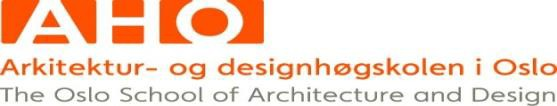 AHO
Arkitektur- og designhøgskolen i Oslo
The Oslo School of Architecture and Design